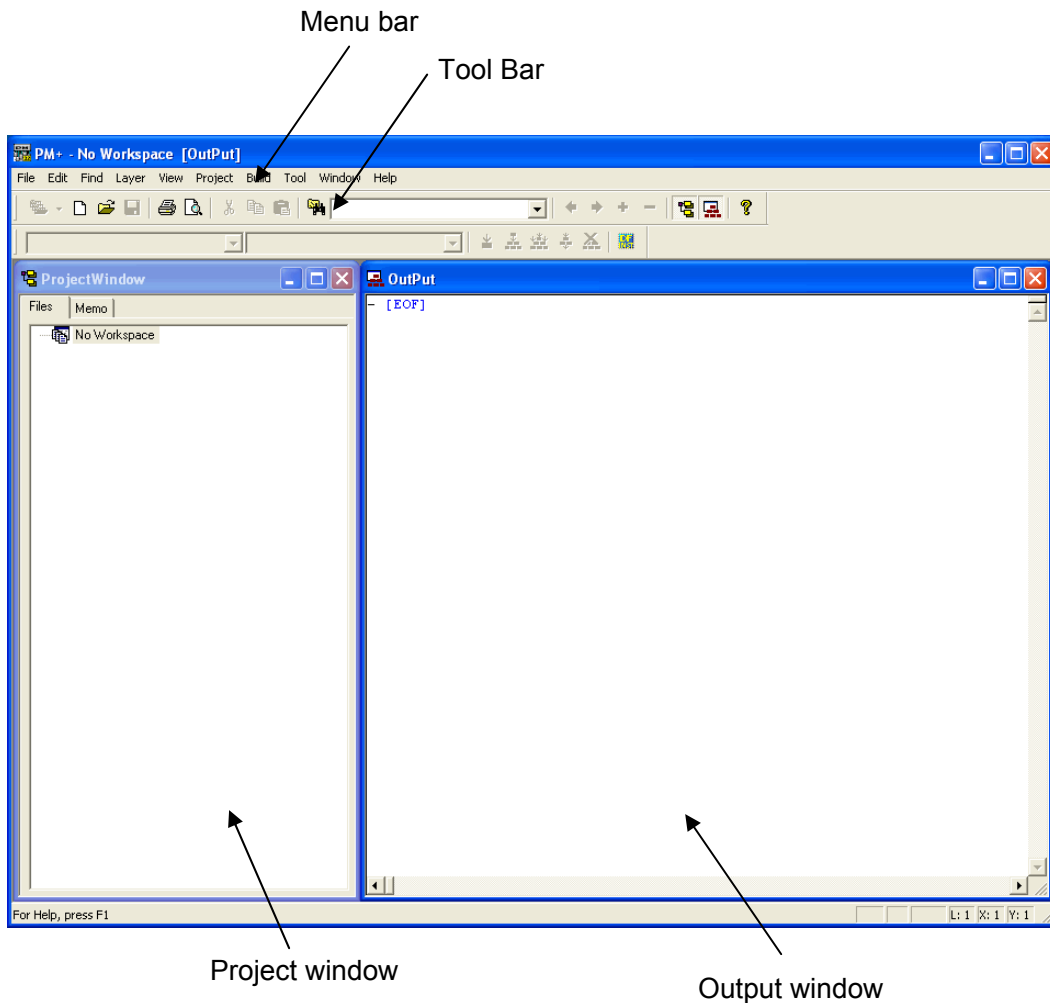 Menu bar
Tool Bar
PM+ - No Workspace [OutPut]
File Edit Find Layer View Project Build Tool Window Help
ProjectWindow
OutPut
Files Memo
[EOF]
No Workspace
For Help, press F1
L: 1 X: 1 Y: 1
Project window
Output window